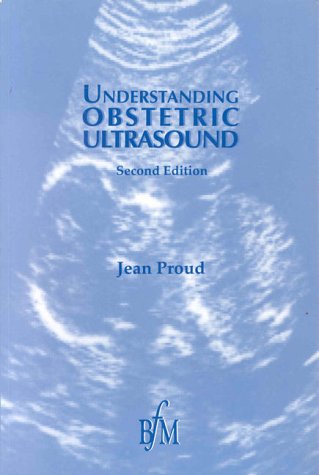 UNDERSTANDING
OBSTETRIC
ULTRASOUND
Second Edition
Jean Proud
BfM